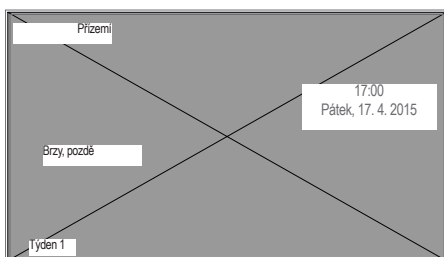 Přízemí
17:00
Pátek, 17. 4. 2015
Brzy, pozdě
Týden 1